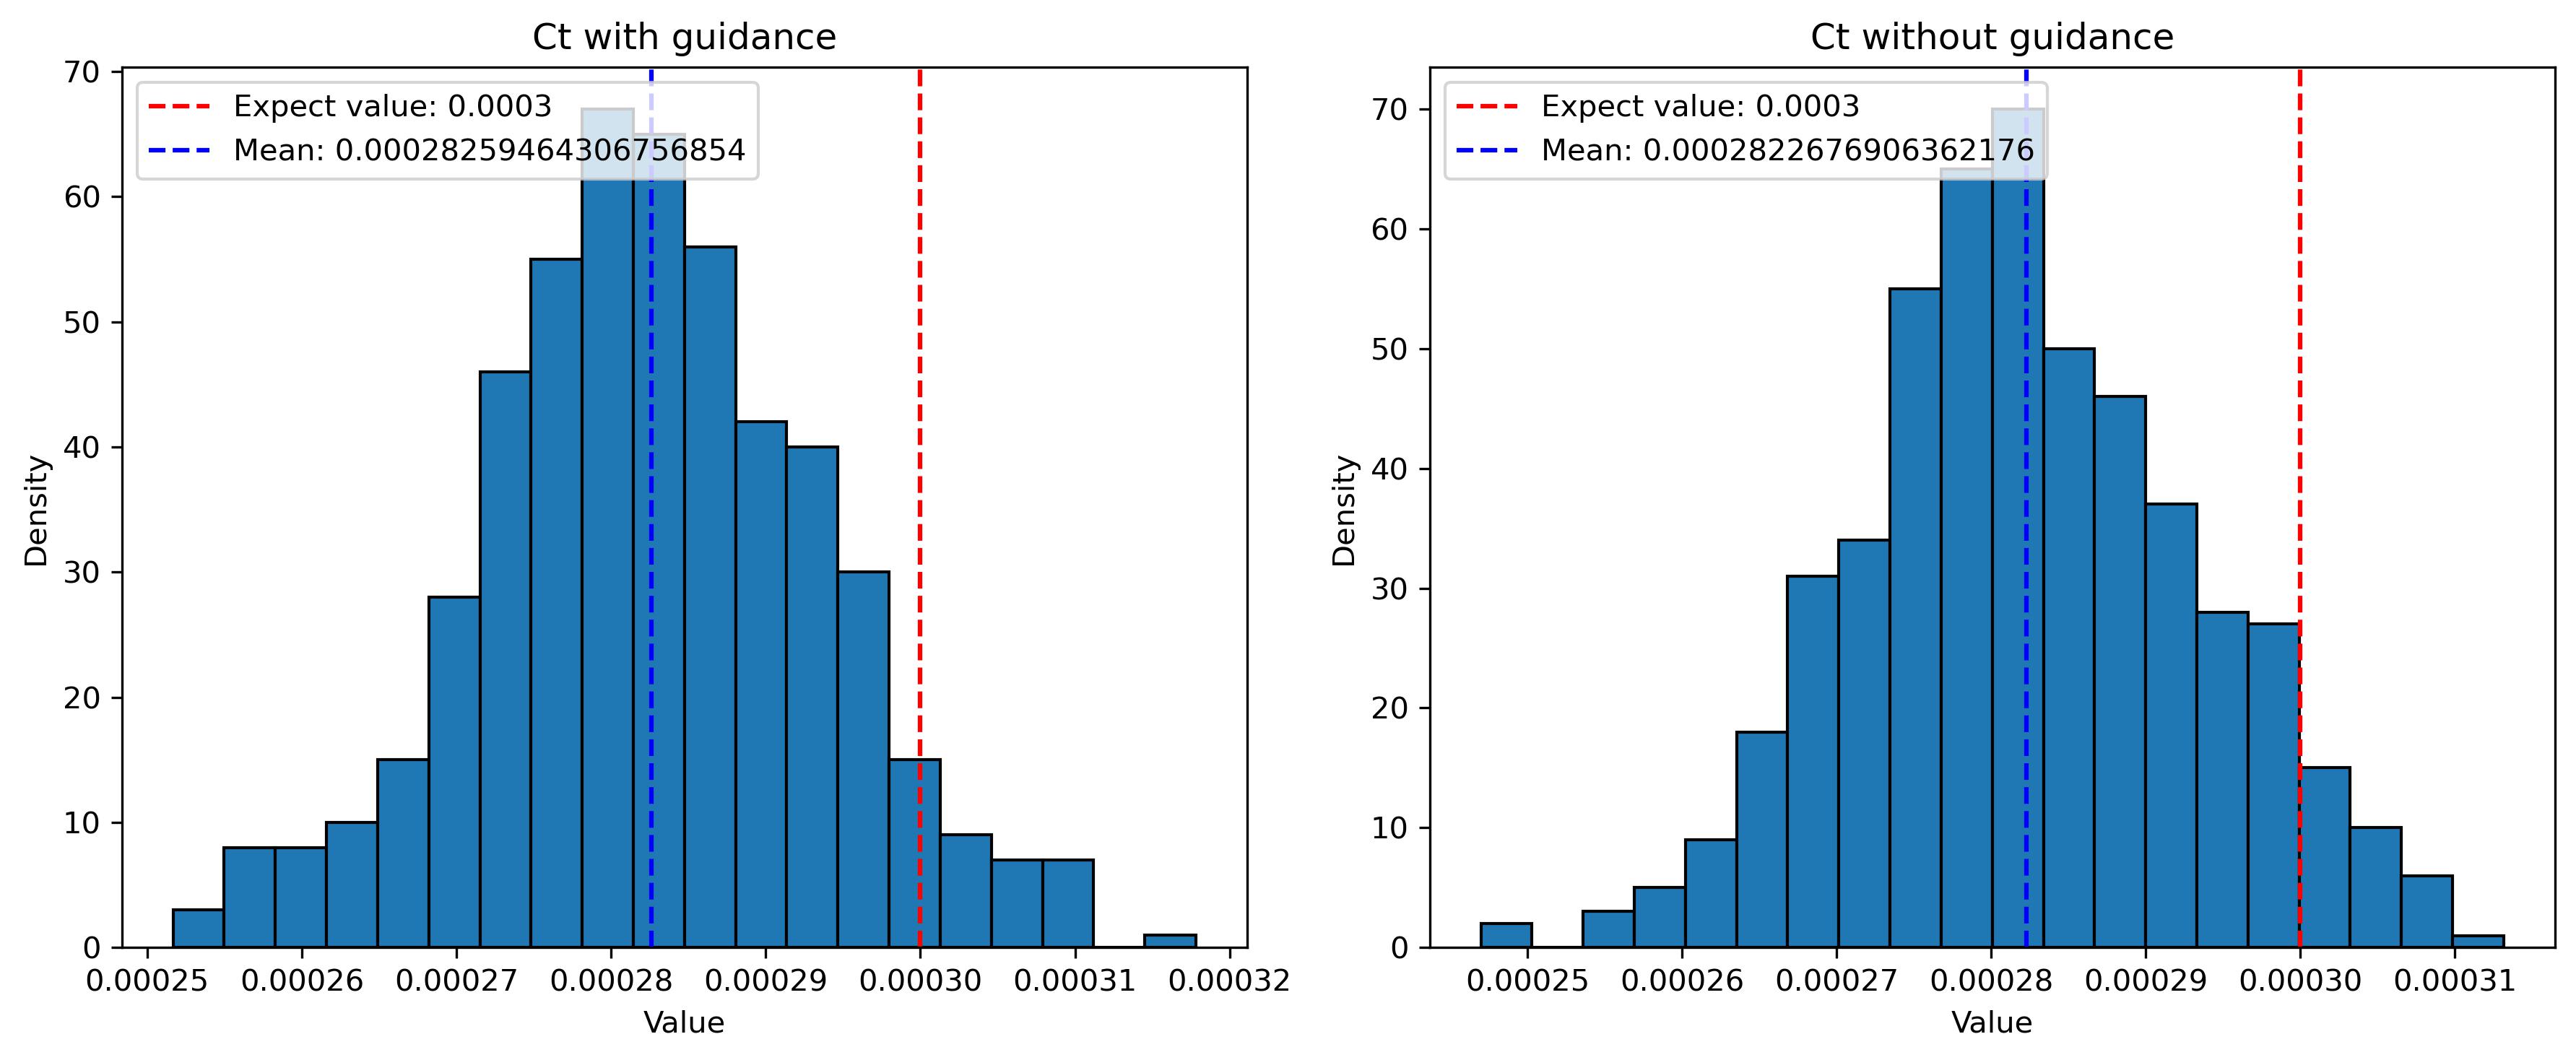 Ct with guidance
70
60
50
40
30
20
10
0
Density
Expect value: 0.0003
Mean: 0.00028259464306756854
0.00025 0.00026 0.00027 0.00028 0.00029 0.00030 0.00031 0.00032
Value
Ct without guidance
70
60
50
40
30
20
10
0
Density
Expect value: 0.0003
Mean: 0.0002822676906362176
0.00025 0.00026 0.00027 0.00028 0.00029 0.00030 0.00031
Value